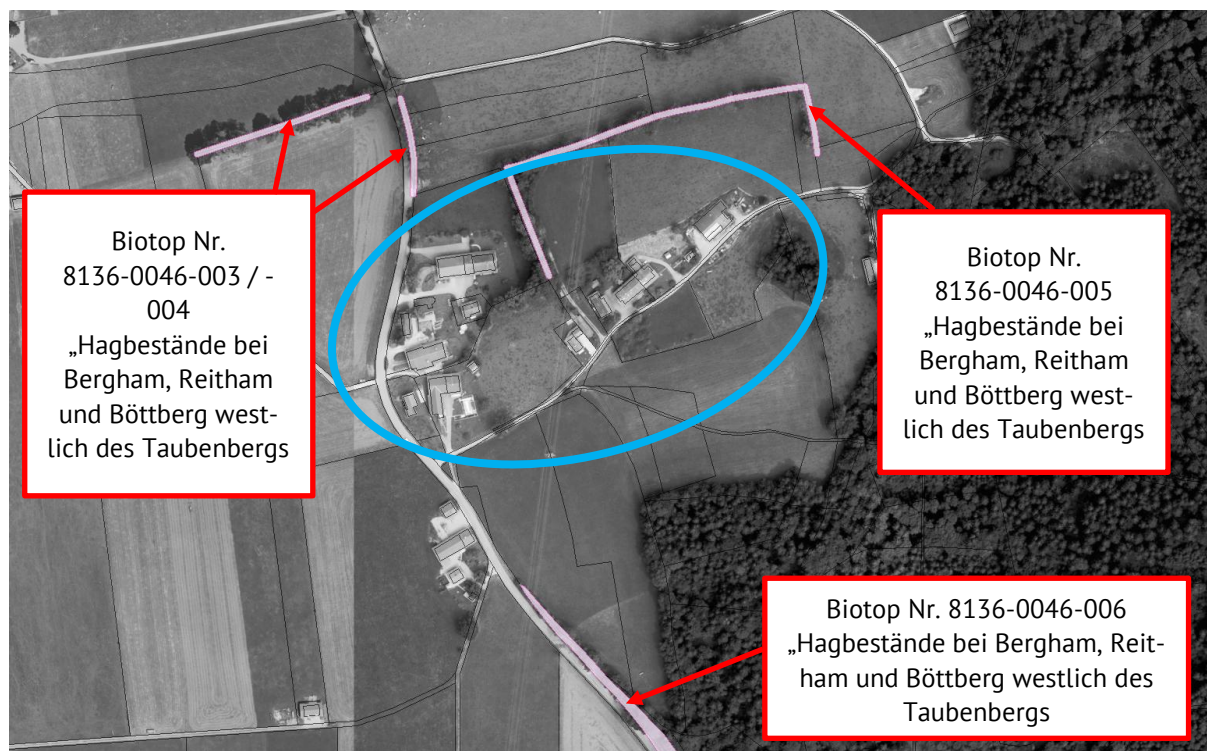 Biotop Nr.
8136-0046-003 / -
004
„Hagbestände bei
Bergham, Reitham
und Böttberg west-
lich des Taubenbergs
Biotop Nr.
8136-0046-005
„Hagbestände bei
Bergham, Reitham
und Böttberg west-
lich des Taubenbergs
Biotop Nr. 8136-0046-006
„Hagbestände bei Bergham, Reit-
ham und Böttberg westlich des
Taubenbergs